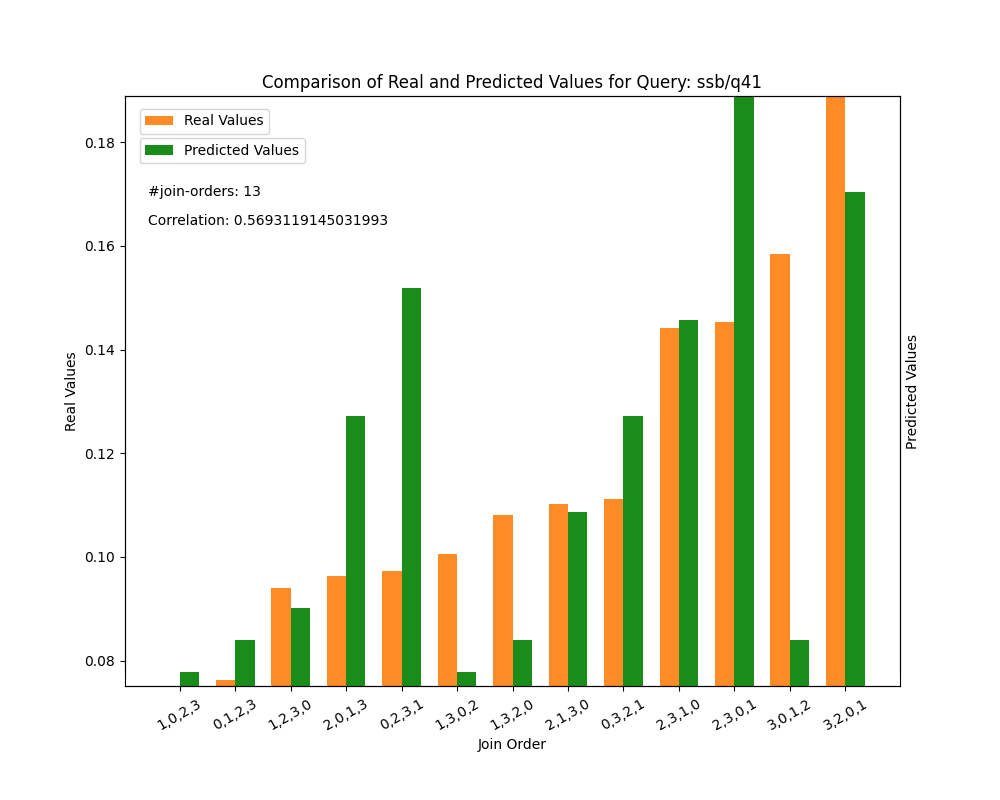 Comparison of Real and Predicted Values for Query: ssb/q41
Real Values
Predicted Values
#join-orders: 13
Correlation: 0.5693119145031993
0.18
0.16
0.14
0.12
0.10
0.08
Real Values
Predicted Values
1,0,2,3
0,1,2,3
1,2,3,0
2,0,1,3
0,2,3,1
1,3,0,2
1,3,2,0
2,1,3,0
0,3,2,1
2,3,1,0
2,3,0,1
3,0,1,2
3,2,0,1
Join Order